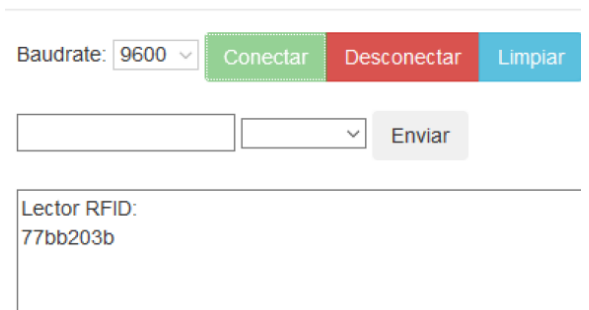 Baudrate: 9600 Conectar Desconectar Limpiar
Enviar
Lector RFID:
77bb203b